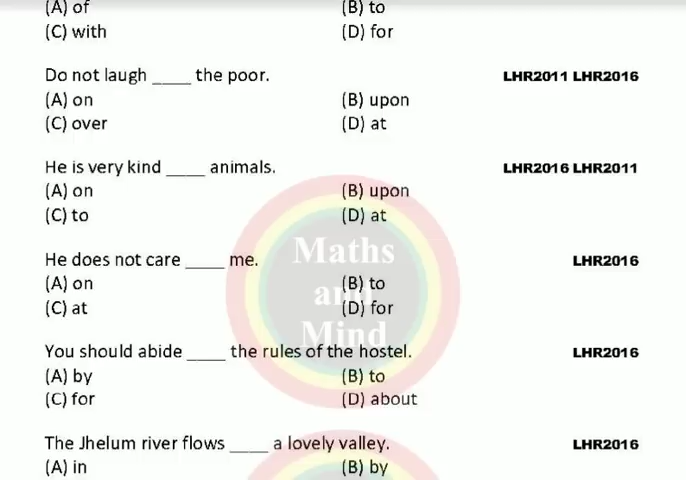 (A) of (B) to
(C) with (D) for
Do not laugh ____ the poor. LHR2011 LHR2016
(A) on (B) upon
(C) over (D) at
He is very kind ____ animals. LHR2016 LHR2011
(A) on (B) upon
(C) to (D) at
Maths
He does not care ____ me. LHR2016
(A) on (B) to
and
(C) at (D) for
Mind
You should abide ____ the rules of the hostel. LHR2016
(A) by (B) to
(C) for (D) about
The Jhelum river flows ____ a lovely valley. LHR2016
(A) in (B) by